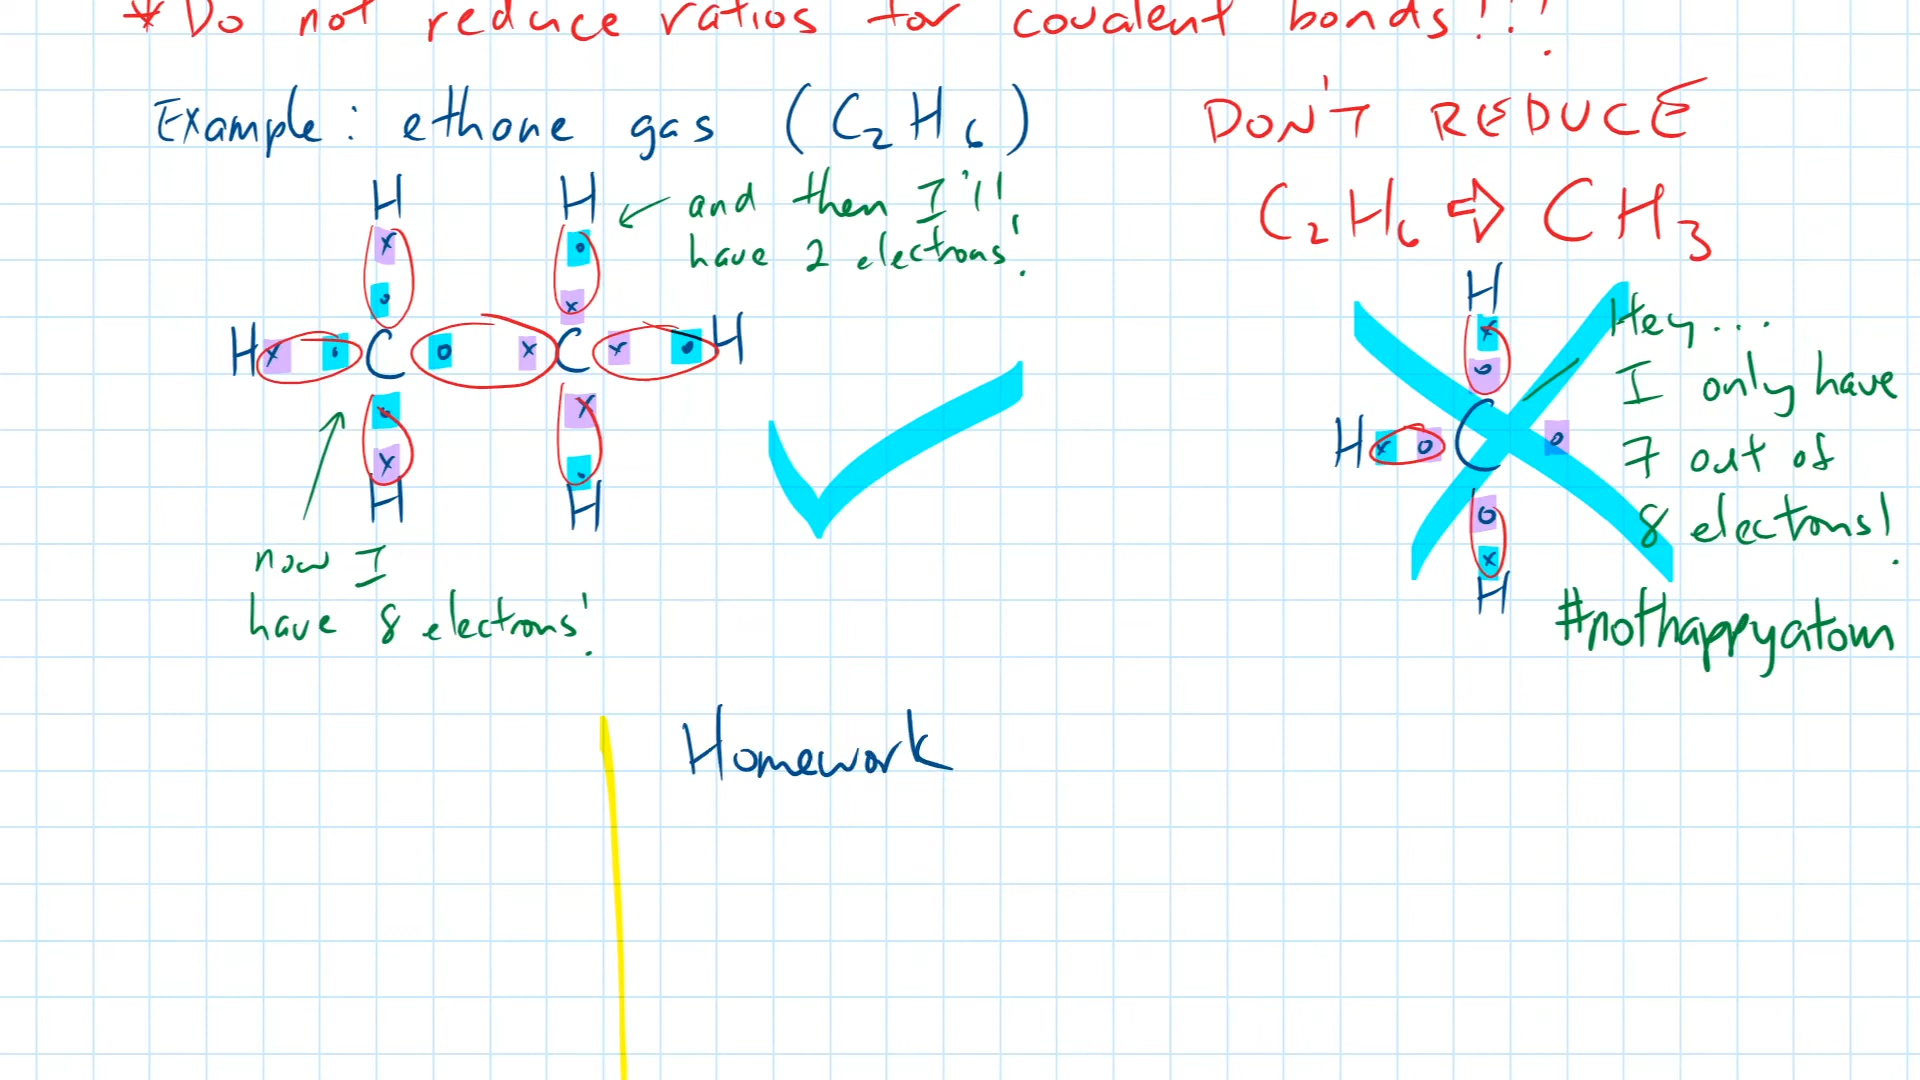 * Do not reduce ratios for covalent bonds!!!
Example: ethane gas (C₂H₆)
DON'T REDUCE
C₂H₆ ⇨ CH₃
H H
and then I'll
have 2 electrons!
x o
o x
H x o C o x C x o H
o x
x o
H H
now I
have 8 electrons!
H
x
o
H x o C o
o
x
H
Hey...
I only have
7 out of
8 electrons!
#nothappyatom
Homework